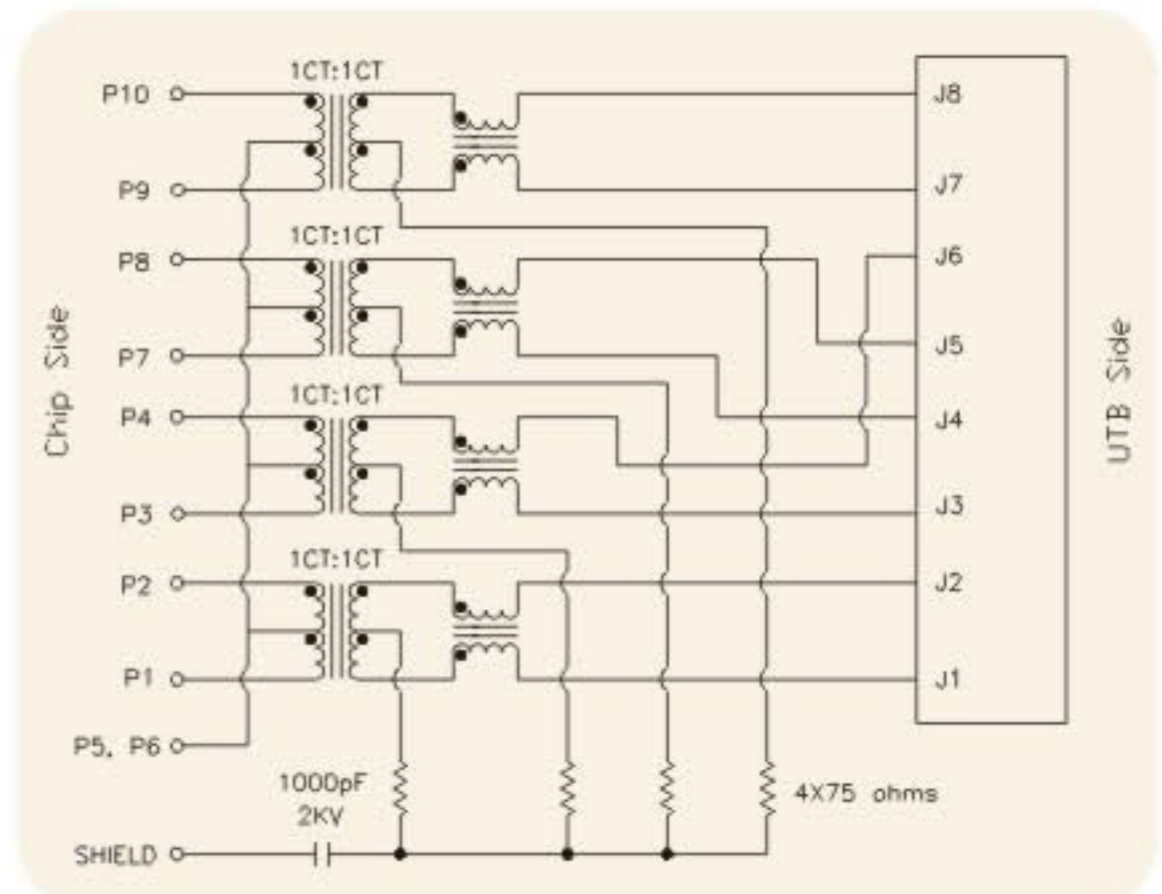 1CT:1CT
P10
J8
P9
J7
1CT:1CT
P8
J6
J5
P7
Chip Side
UTB Side
1CT:1CT
P4
J4
P3
J3
1CT:1CT
P2
J2
P1
J1
P5, P6
1000pF
2KV
4X75 ohms
SHIELD